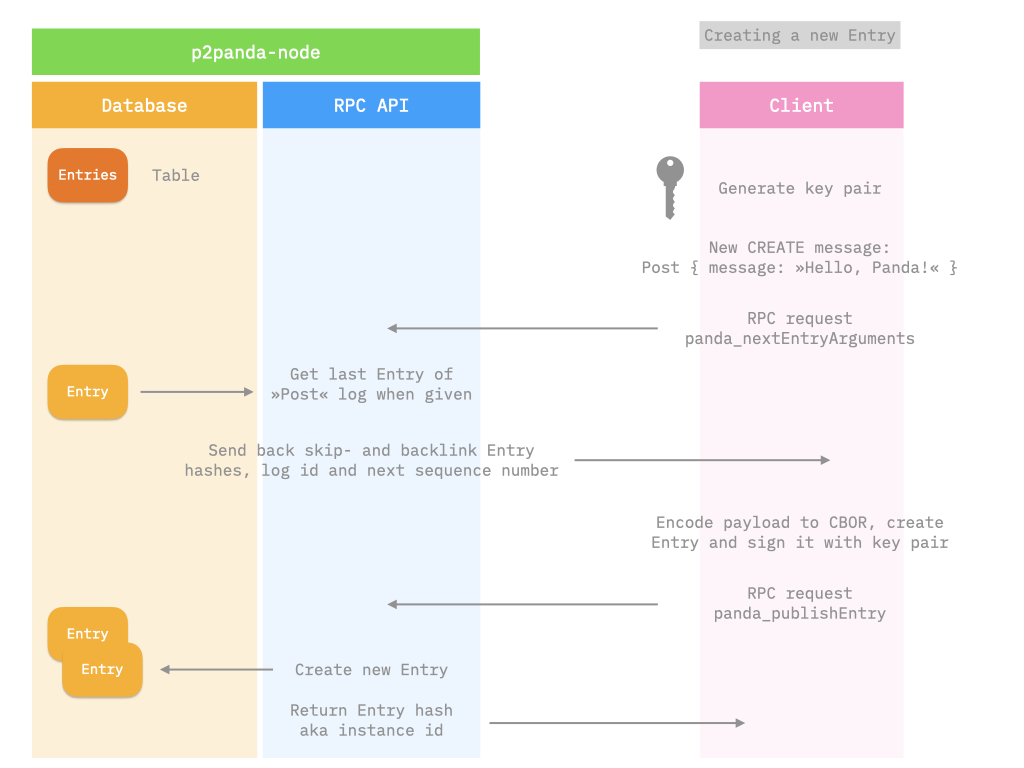 Creating a new Entry
p2panda-node
Database
RPC API
Client
Entries
Table
Generate key pair
New CREATE message:
Post { message: »Hello, Panda!« }
RPC request
panda_nextEntryArguments
Get last Entry of
»Post« log when given
Entry
Send back skip- and backlink Entry
hashes, log id and next sequence number
Encode payload to CBOR, create
Entry and sign it with key pair
RPC request
panda_publishEntry
Entry
Entry
Create new Entry
Return Entry hash
aka instance id